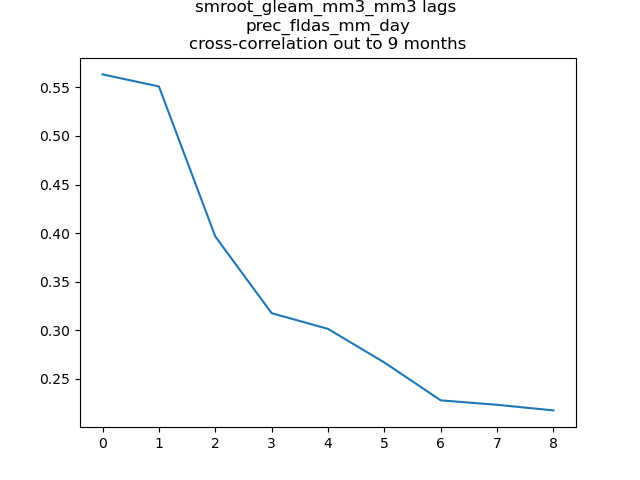 smroot_gleam_mm3_mm3 lags
prec_fldas_mm_day
cross-correlation out to 9 months
0.55
0.50
0.45
0.40
0.35
0.30
0.25
0 1 2 3 4 5 6 7 8